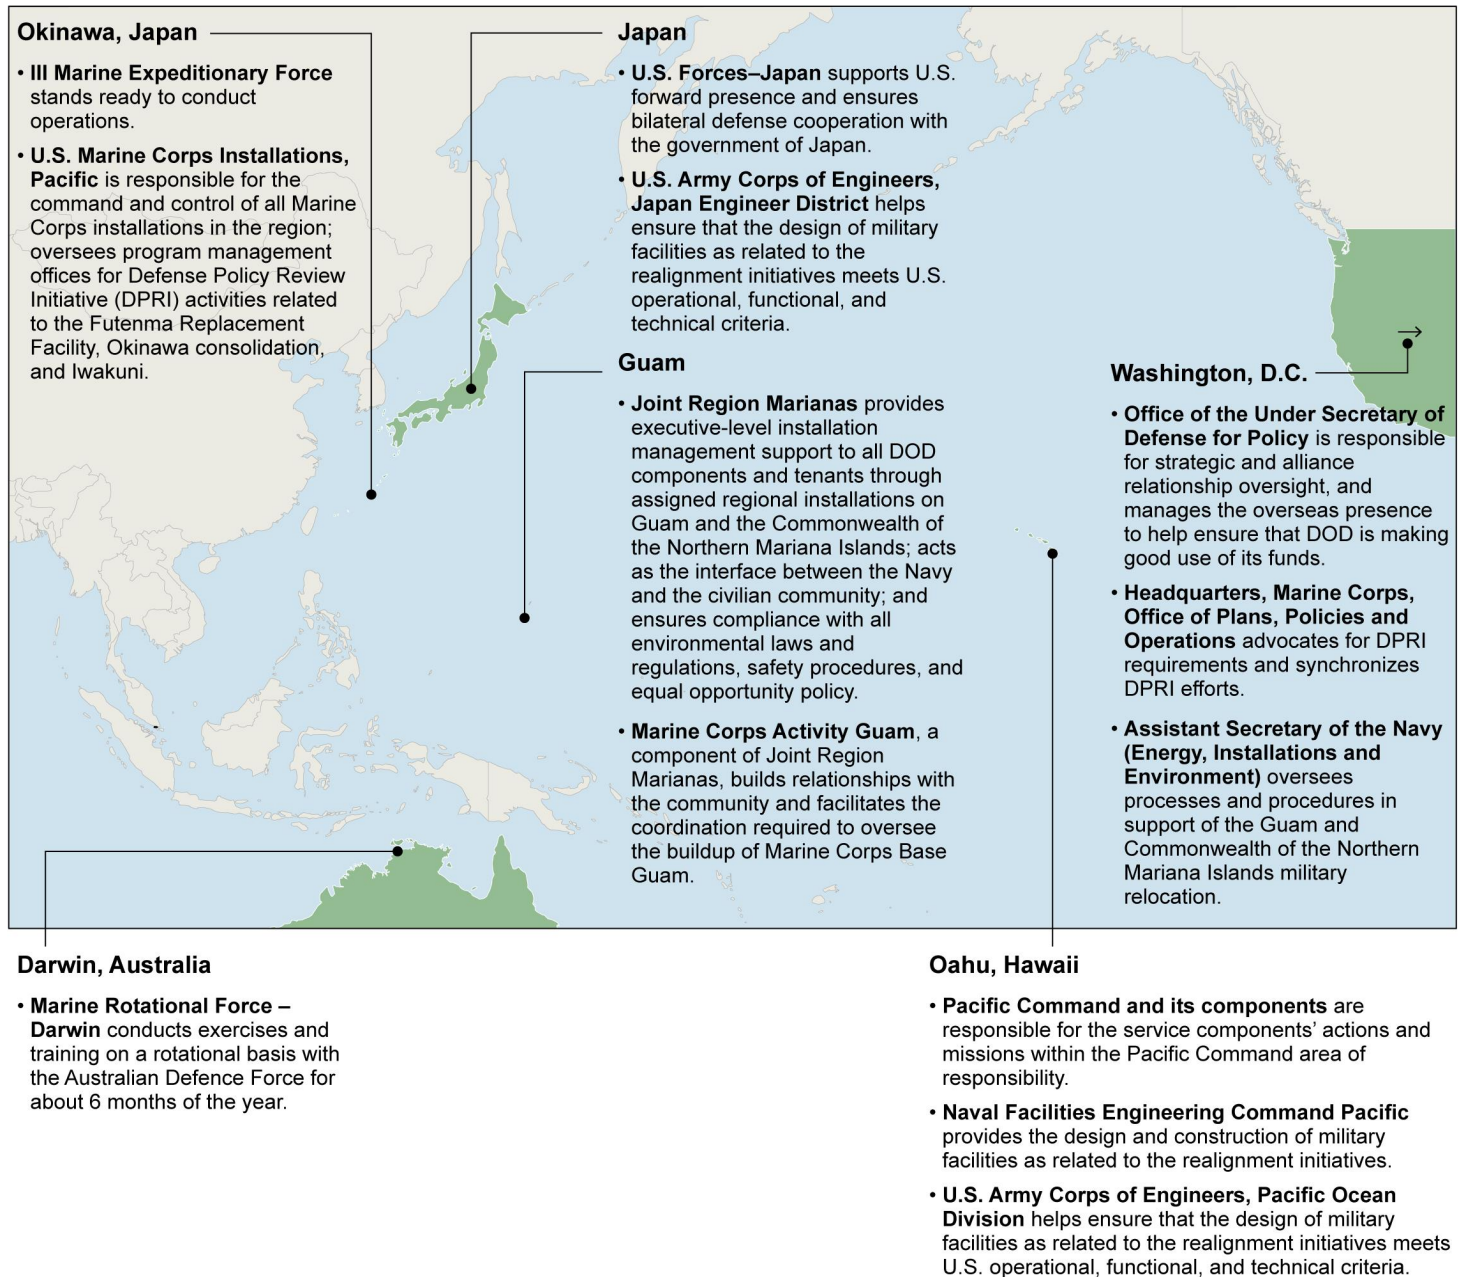 Okinawa, Japan
• III Marine Expeditionary Force
stands ready to conduct
operations.
• U.S. Marine Corps Installations,
Pacific is responsible for the
command and control of all Marine
Corps installations in the region;
oversees program management
offices for Defense Policy Review
Initiative (DPRI) activities related
to the Futenma Replacement
Facility, Okinawa consolidation,
and Iwakuni.
Japan
• U.S. Forces–Japan supports U.S.
forward presence and ensures
bilateral defense cooperation with
the government of Japan.
• U.S. Army Corps of Engineers,
Japan Engineer District helps
ensure that the design of military
facilities as related to the
realignment initiatives meets U.S.
operational, functional, and
technical criteria.
Guam
• Joint Region Marianas provides
executive-level installation
management support to all DOD
components and tenants through
assigned regional installations on
Guam and the Commonwealth of
the Northern Mariana Islands; acts
as the interface between the Navy
and the civilian community; and
ensures compliance with all
environmental laws and
regulations, safety procedures, and
equal opportunity policy.
• Marine Corps Activity Guam, a
component of Joint Region
Marianas, builds relationships with
the community and facilitates the
coordination required to oversee
the buildup of Marine Corps Base
Guam.
Washington, D.C.
• Office of the Under Secretary of
Defense for Policy is responsible
for strategic and alliance
relationship oversight, and
manages the overseas presence
to help ensure that DOD is making
good use of its funds.
• Headquarters, Marine Corps,
Office of Plans, Policies and
Operations advocates for DPRI
requirements and synchronizes
DPRI efforts.
• Assistant Secretary of the Navy
(Energy, Installations and
Environment) oversees
processes and procedures in
support of the Guam and
Commonwealth of the Northern
Mariana Islands military
relocation.
Darwin, Australia
• Marine Rotational Force –
Darwin conducts exercises and
training on a rotational basis with
the Australian Defence Force for
about 6 months of the year.
Oahu, Hawaii
• Pacific Command and its components are
responsible for the service components’ actions and
missions within the Pacific Command area of
responsibility.
• Naval Facilities Engineering Command Pacific
provides the design and construction of military
facilities as related to the realignment initiatives.
• U.S. Army Corps of Engineers, Pacific Ocean
Division helps ensure that the design of military
facilities as related to the realignment initiatives meets
U.S. operational, functional, and technical criteria.